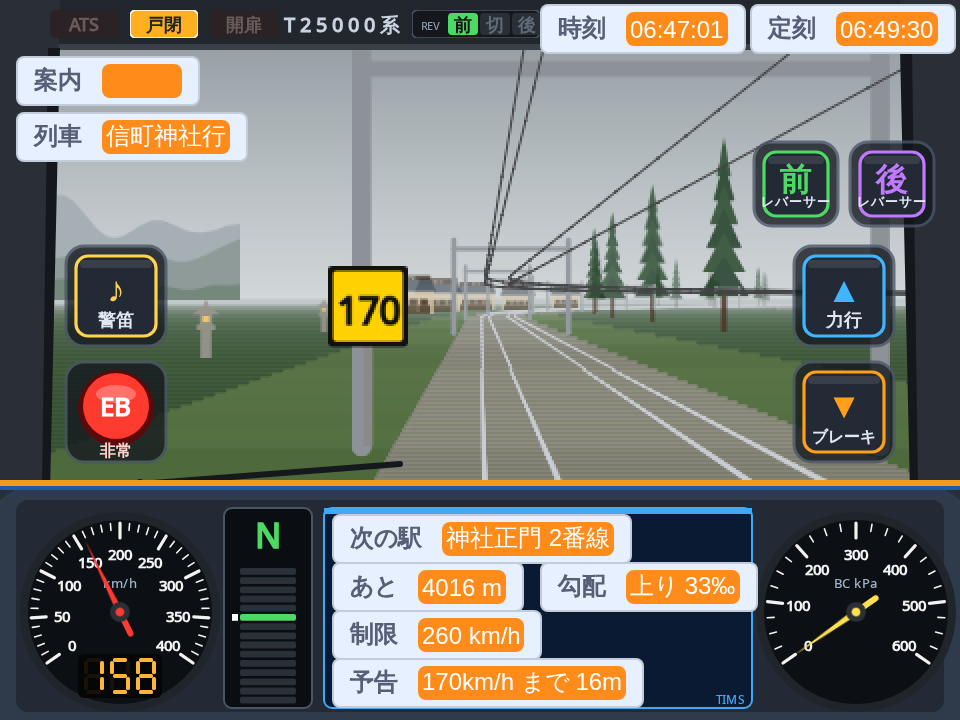 ATS 戸閉 開扉 T25000系 REV 前 切 後
時刻 06:47:01 定刻 06:49:30
案内
列車 信町神社行
前 レバーサー
後 レバーサー
♪ 警笛
170
▲ 力行
EB 非常
▼ ブレーキ
0 50 100 150 200 250 300 350 400 km/h
158
N
次の駅 神社正門 2番線
あと 4016 m 勾配 上り 33‰
制限 260 km/h
予告 170km/h まで 16m
TIMS
0 100 200 300 400 500 600 BC kPa